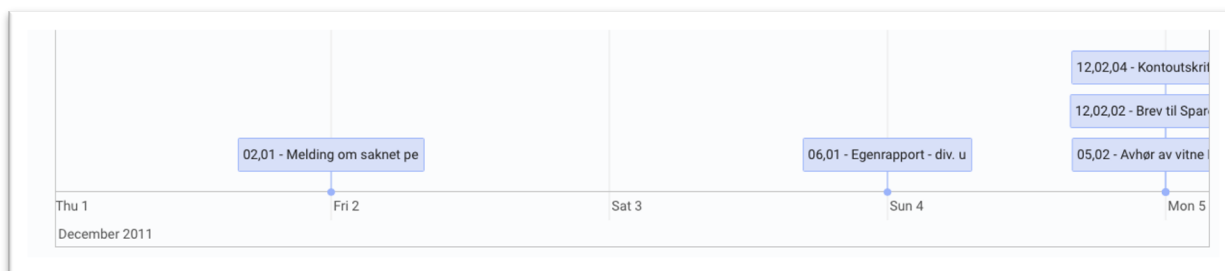 12,02,04 - Kontoutskrif
12,02,02 - Brev til Spar
02,01 - Melding om saknet pe
06,01 - Egenrapport - div. u
05,02 - Avhør av vitne
Thu 1
Fri 2
Sat 3
Sun 4
Mon 5
December 2011